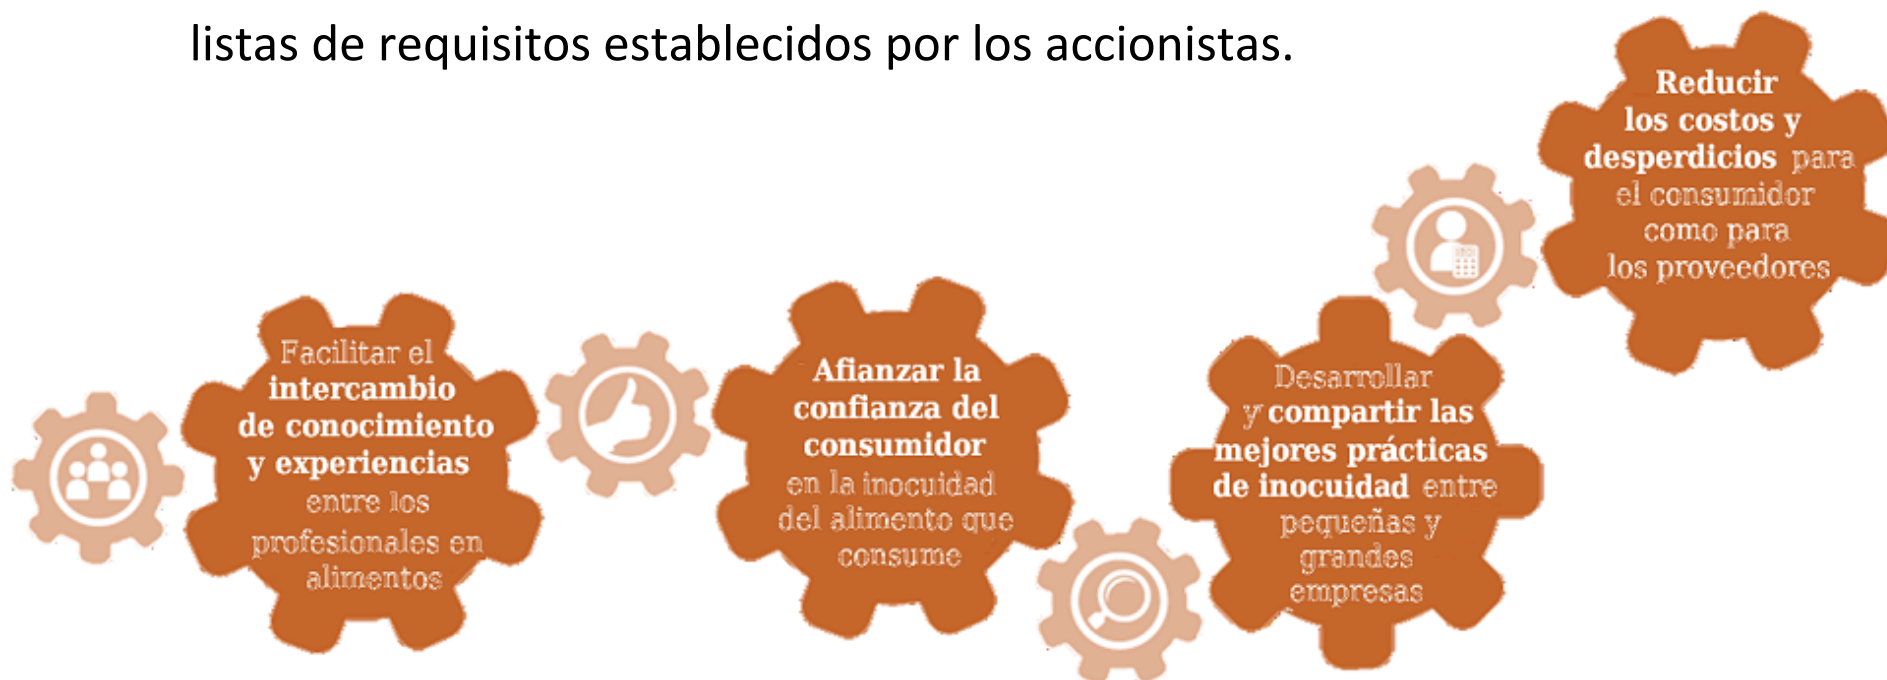 listas de requisitos establecidos por los accionistas.
Facilitar el
intercambio
de conocimiento
y experiencias
entre los
profesionales en
alimentos
Afianzar la
confianza del
consumidor
en la inocuidad
del alimento que
consume
Desarrollar
y compartir las
mejores prácticas
de inocuidad entre
pequeñas y
grandes
empresas
Reducir
los costos y
desperdicios para
el consumidor
como para
los proveedores